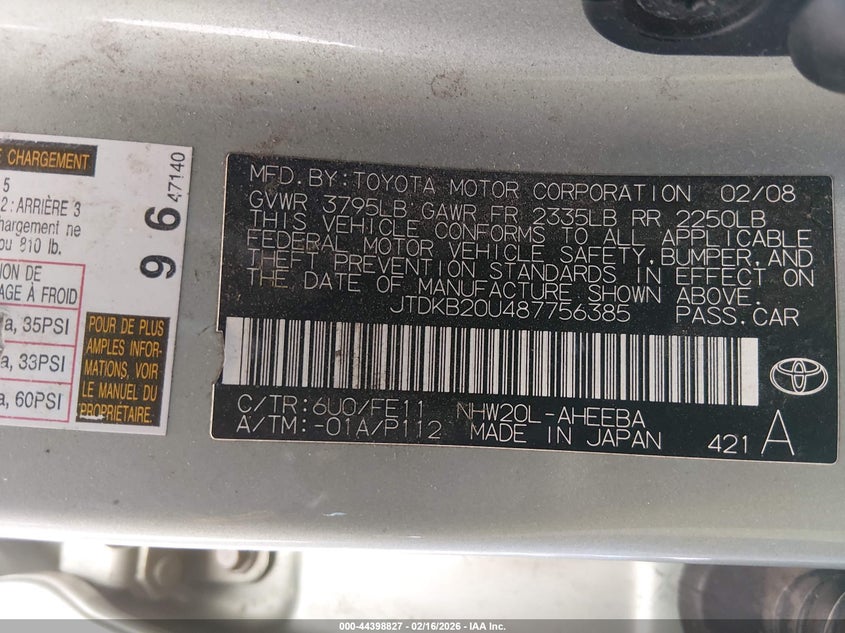 E CHARGEMENT
5
2 : ARRIÈRE 3
chargement ne
ou 810 lb.
ION DE
AGE À FROID
a, 35PSI
a, 33PSI
a, 60PSI
96
47140
POUR DE PLUS
AMPLES INFOR-
MATIONS, VOIR
LE MANUEL DU
PROPRIÉTAIRE.
MFD. BY: TOYOTA MOTOR CORPORATION 02/08
GVWR 3795LB GAWR FR 2335LB RR 2250LB
THIS VEHICLE CONFORMS TO ALL APPLICABLE
FEDERAL MOTOR VEHICLE SAFETY, BUMPER, AND
THEFT PREVENTION STANDARDS IN EFFECT ON
THE DATE OF MANUFACTURE SHOWN ABOVE.
JTDKB20U487756385 PASS. CAR
C/TR: 6U0/FE11 NHW20L-AHEEBA
A/TM: -01A/P112 MADE IN JAPAN 421 A
000-44398827 - 02/16/2026 - IAA Inc.